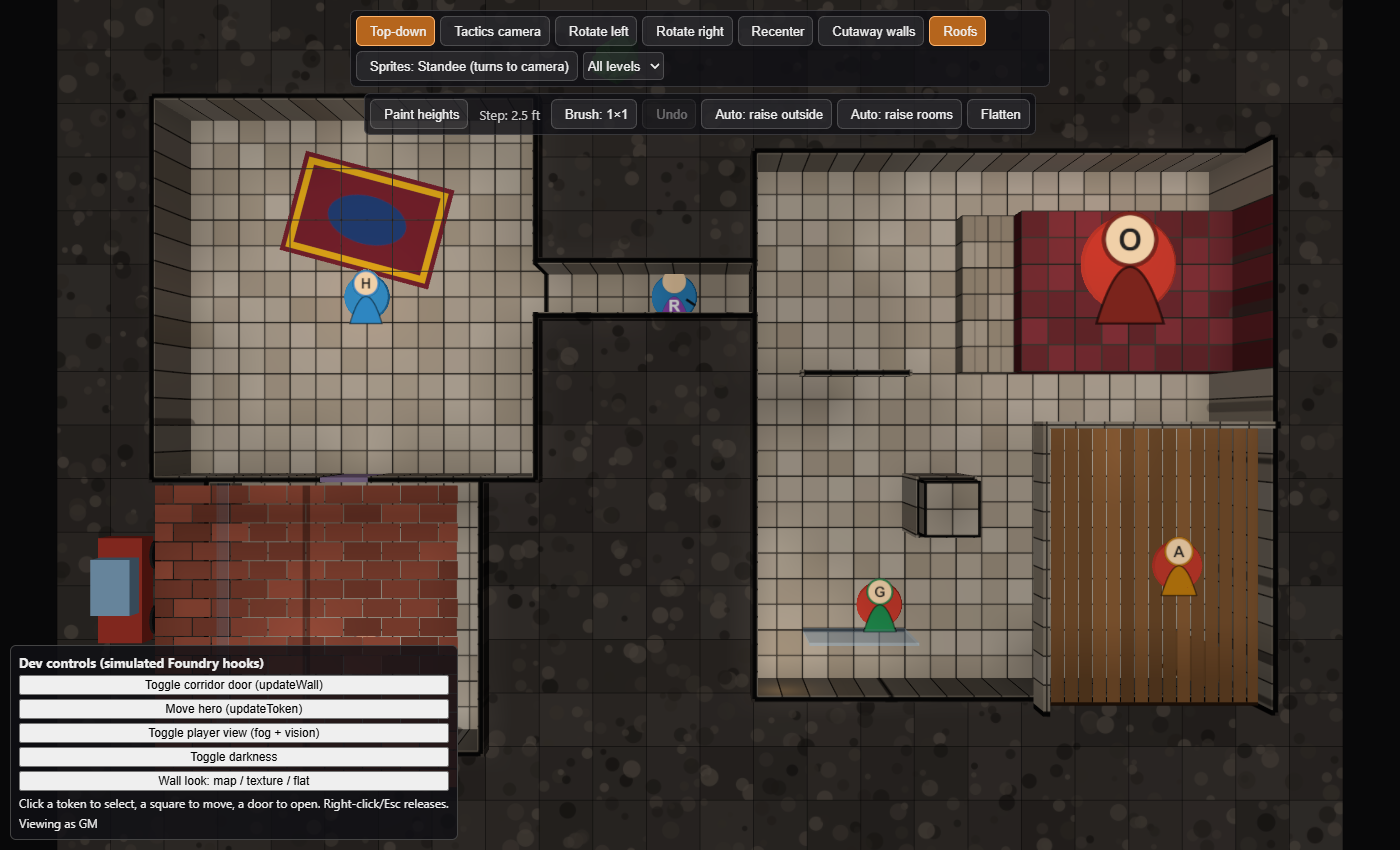 Top-down Tactics camera Rotate left Rotate right Recenter Cutaway walls Roofs
Sprites: Standee (turns to camera) All levels
Paint heights Step: 2.5 ft Brush: 1×1 Undo Auto: raise outside Auto: raise rooms Flatten
O
H
R
A
G
Dev controls (simulated Foundry hooks)
Toggle corridor door (updateWall)
Move hero (updateToken)
Toggle player view (fog + vision)
Toggle darkness
Wall look: map / texture / flat
Click a token to select, a square to move, a door to open. Right-click/Esc releases.
Viewing as GM